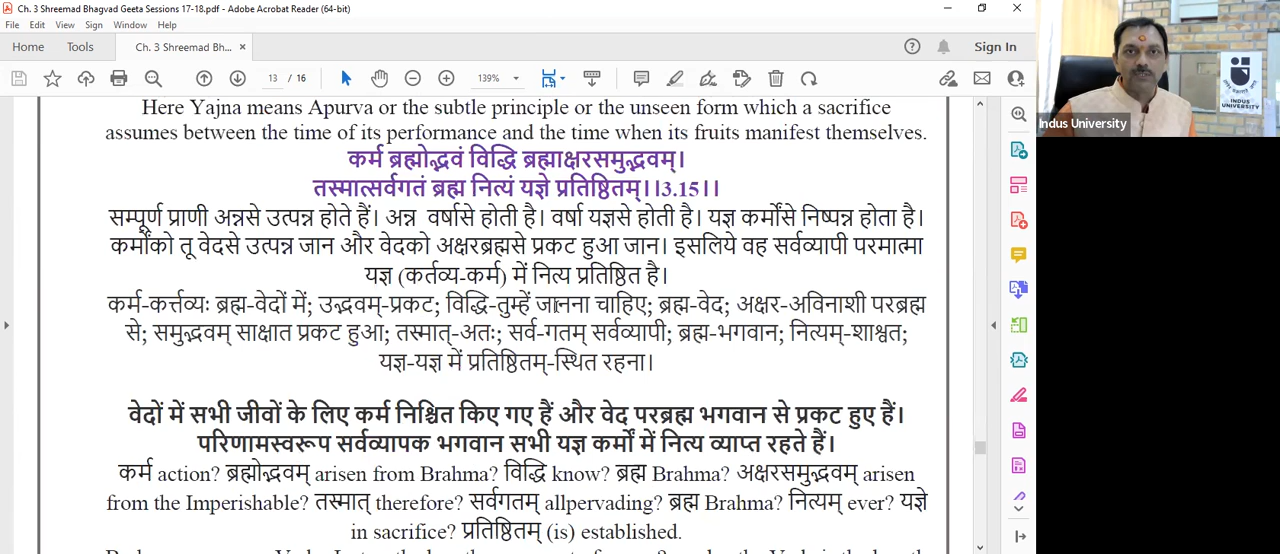 Ch. 3 Shreemad Bhagvad Geeta Sessions 17-18.pdf - Adobe Acrobat Reader (64-bit)
File Edit View Sign Window Help
Home Tools Ch. 3 Shreemad Bh... × Sign In
13 / 16 139%
Here Yajna means Apurva or the subtle principle or the unseen form which a sacrifice
assumes between the time of its performance and the time when its fruits manifest themselves.
कर्म ब्रह्मोद्भवं विद्धि ब्रह्माक्षरसमुद्भवम्।
तस्मात्सर्वगतं ब्रह्म नित्यं यज्ञे प्रतिष्ठितम्।।3.15।।
सम्पूर्ण प्राणी अन्नसे उत्पन्न होते हैं। अन्न वर्षासे होती है। वर्षा यज्ञसे होती है। यज्ञ कर्मोंसे निष्पन्न होता है।
कर्मोंको तू वेदसे उत्पन्न जान और वेदको अक्षरब्रह्मसे प्रकट हुआ जान। इसलिये वह सर्वव्यापी परमात्मा
यज्ञ (कर्तव्य-कर्म) में नित्य प्रतिष्ठित है।
कर्म-कर्त्तव्यः ब्रह्म-वेदों में; उद्भवम्-प्रकट; विद्धि-तुम्हें जानना चाहिए; ब्रह्म-वेद; अक्षर-अविनाशी परब्रह्म
से; समुद्भवम् साक्षात प्रकट हुआ; तस्मात्-अतः; सर्व-गतम् सर्वव्यापी; ब्रह्म-भगवान; नित्यम्-शाश्वत;
यज्ञ-यज्ञ में प्रतिष्ठितम्-स्थित रहना।
वेदों में सभी जीवों के लिए कर्म निश्चित किए गए हैं और वेद परब्रह्म भगवान से प्रकट हुए हैं।
परिणामस्वरूप सर्वव्यापक भगवान सभी यज्ञ कर्मों में नित्य व्याप्त रहते हैं।
कर्म action? ब्रह्मोद्भवम् arisen from Brahma? विद्धि know? ब्रह्म Brahma? अक्षरसमुद्भवम् arisen
from the Imperishable? तस्मात् therefore? सर्वगतम् allpervading? ब्रह्म Brahma? नित्यम् ever? यज्ञे
in sacrifice? प्रतिष्ठितम् (is) established.
INDUS
UNIVERSITY
Indus University